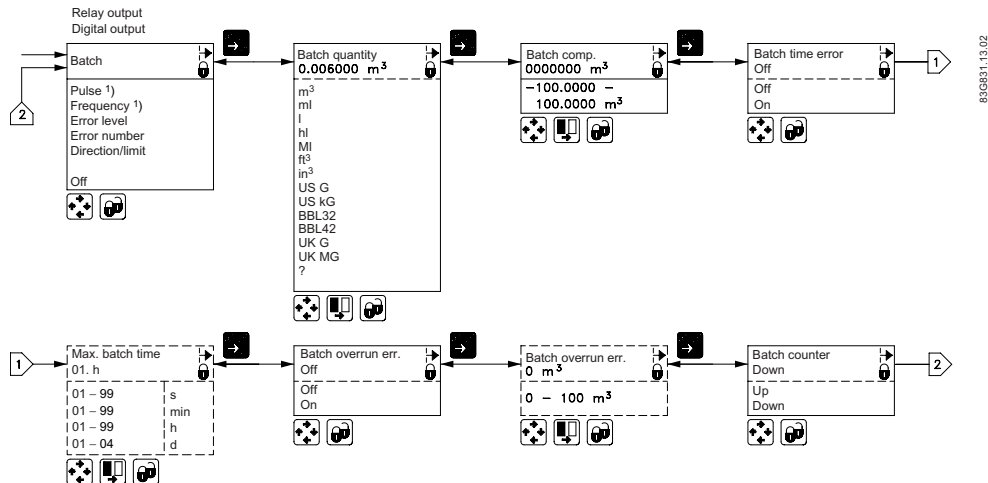 Relay output
Digital output
Batch
Pulse 1)
Frequency 1)
Error level
Error number
Direction/limit
Off
2
Batch quantity
0.006000 m³
m³
ml
l
hl
Ml
ft³
in³
US G
US kG
BBL32
BBL42
UK G
UK MG
?
Batch comp.
0000000 m³
−100.0000 −
100.0000 m³
Batch time error
Off
Off
On
1
83G831.13.02
1
Max. batch time
01. h
01 – 99 s
01 – 99 min
01 – 99 h
01 – 04 d
Batch overrun err.
Off
Off
On
Batch overrun err.
0 m³
0 − 100 m³
Batch counter
Down
Up
Down
2